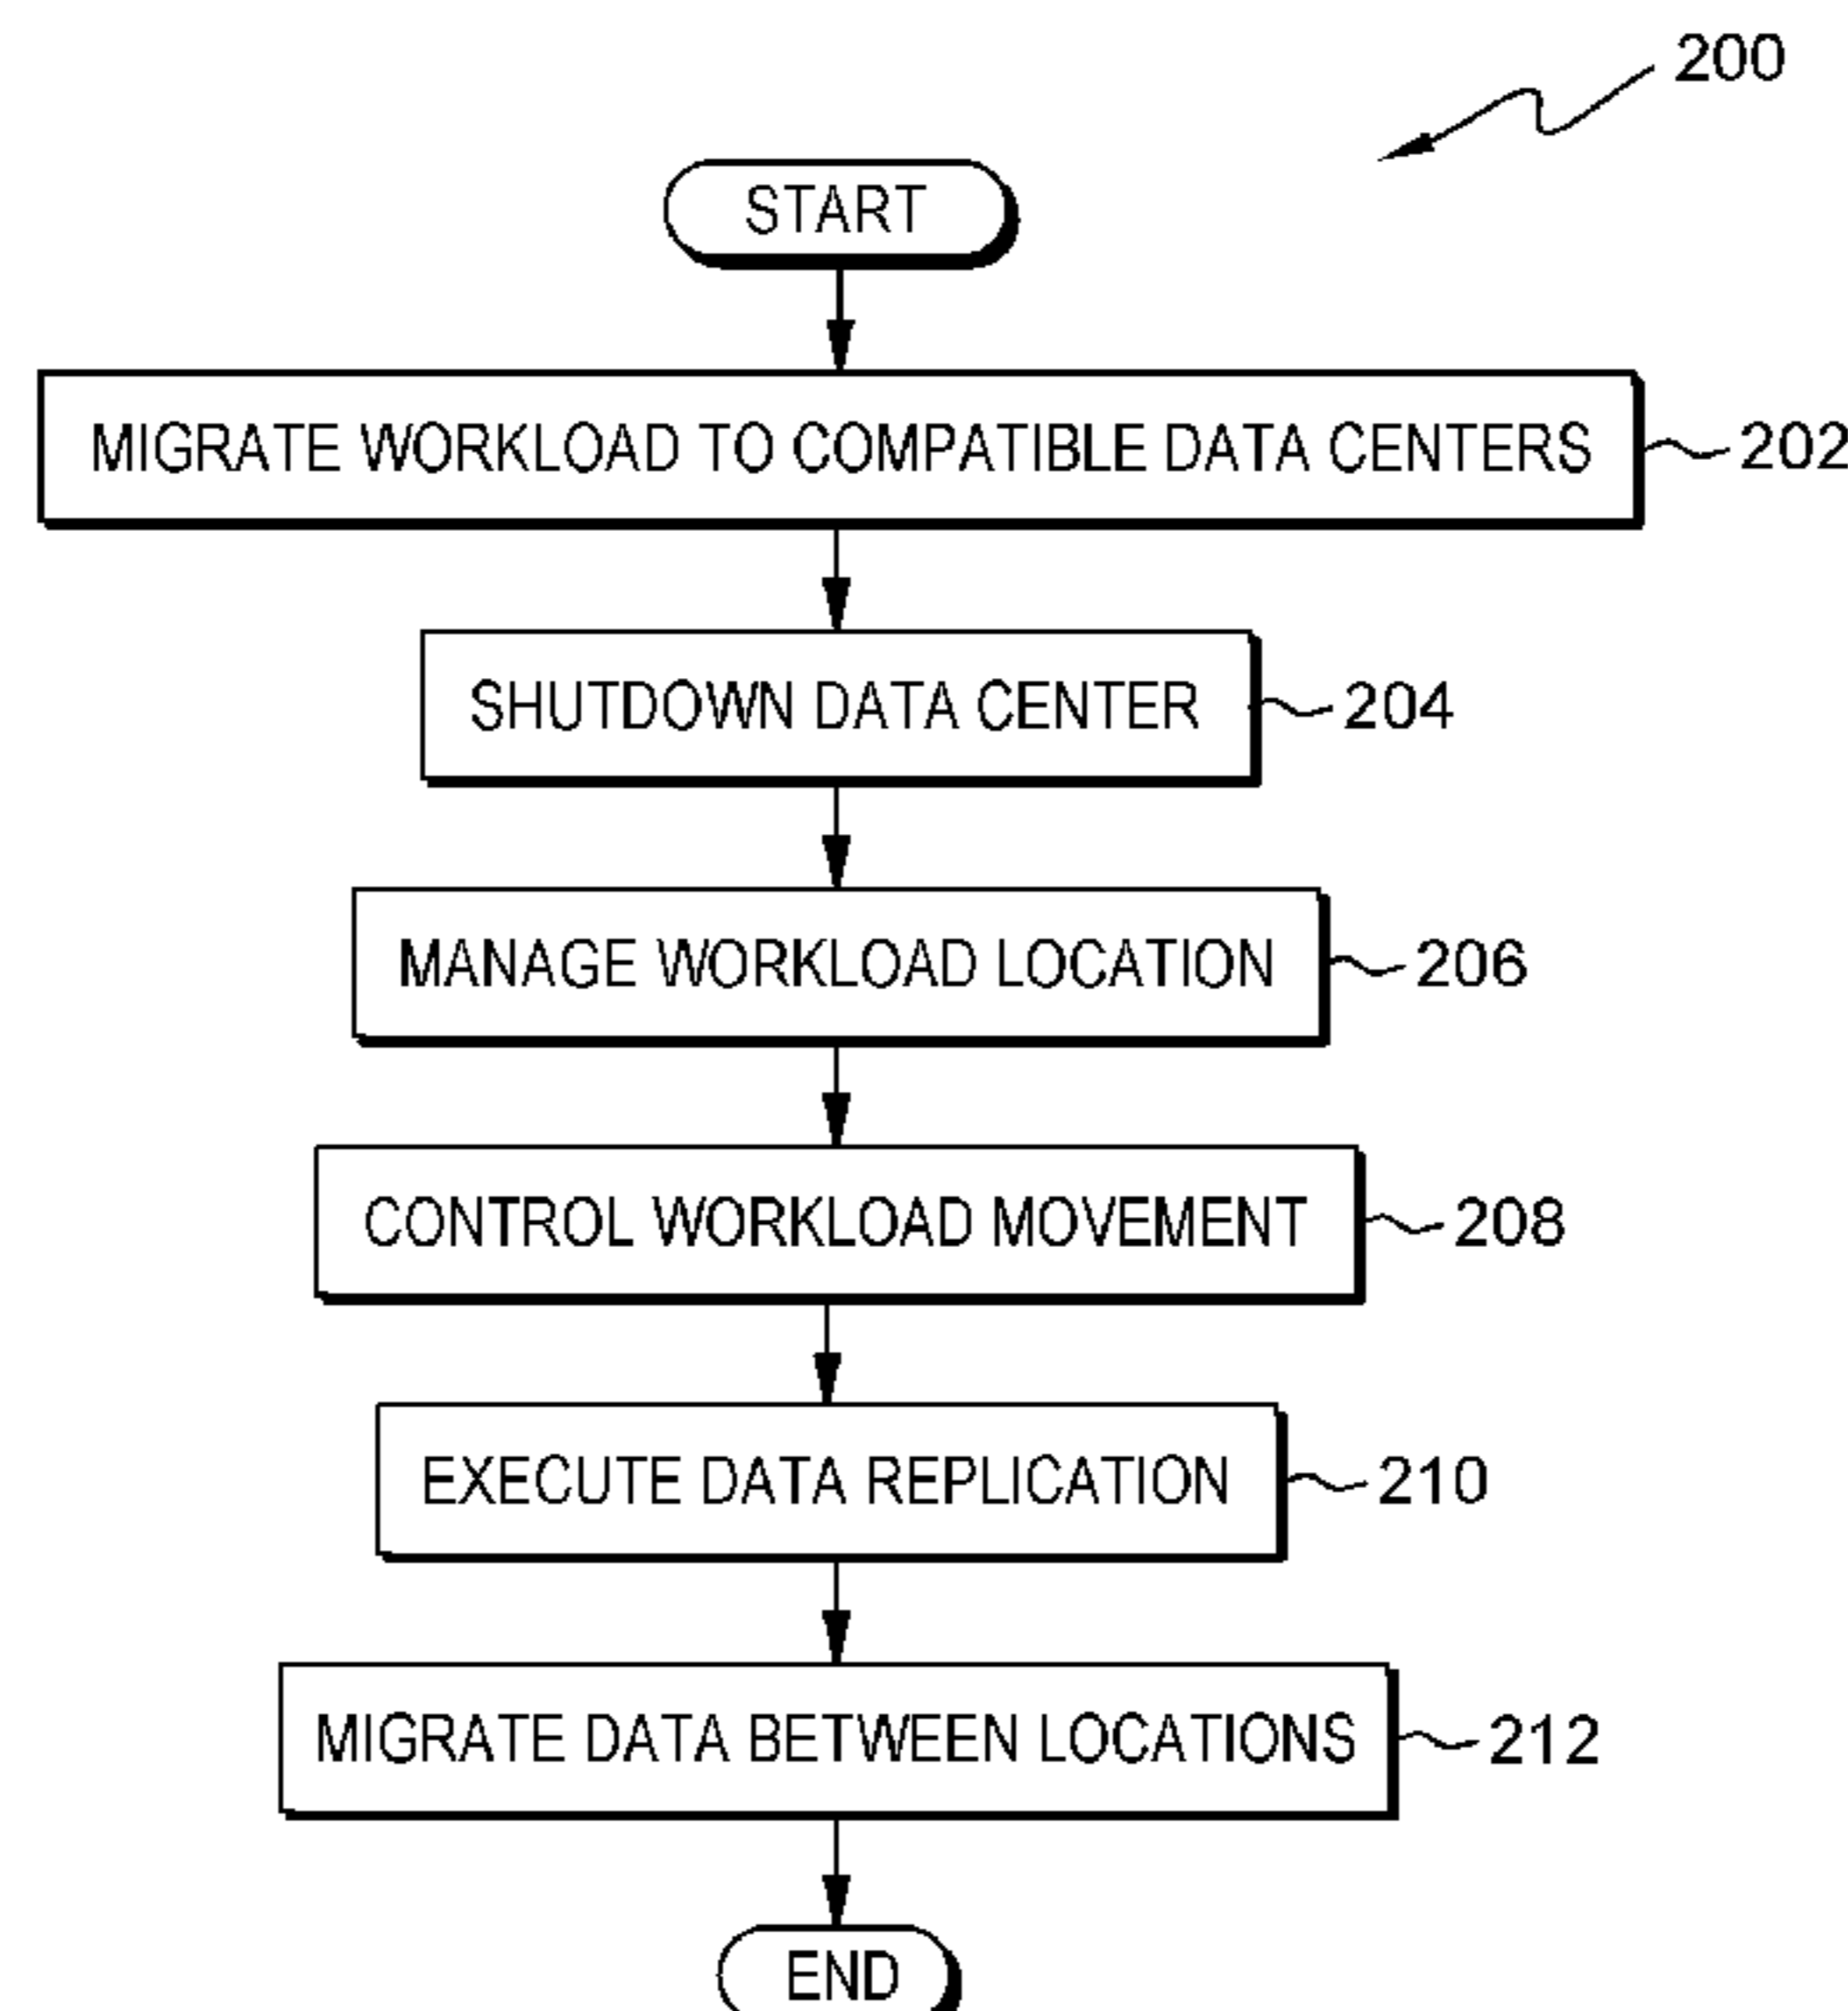 200
START
MIGRATE WORKLOAD TO COMPATIBLE DATA CENTERS 202
SHUTDOWN DATA CENTER 204
MANAGE WORKLOAD LOCATION 206
CONTROL WORKLOAD MOVEMENT 208
EXECUTE DATA REPLICATION 210
MIGRATE DATA BETWEEN LOCATIONS 212
END